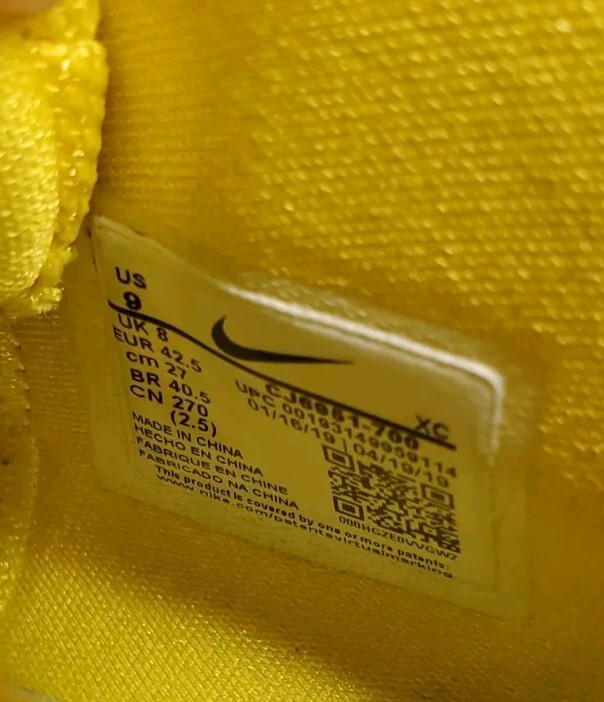 US
9
UK 8
EUR 42.5
cm 27
BR 40.5
CN 270
(2.5)
CJ6981-700
XC
UPC 00193149959114
01/16/19 | 04/19/19
MADE IN CHINA
HECHO EN CHINA
FABRIQUE EN CHINE
FABRICADO NA CHINA
This product is covered by one or more patents:
www.nike.com/patentsvirtualmarking